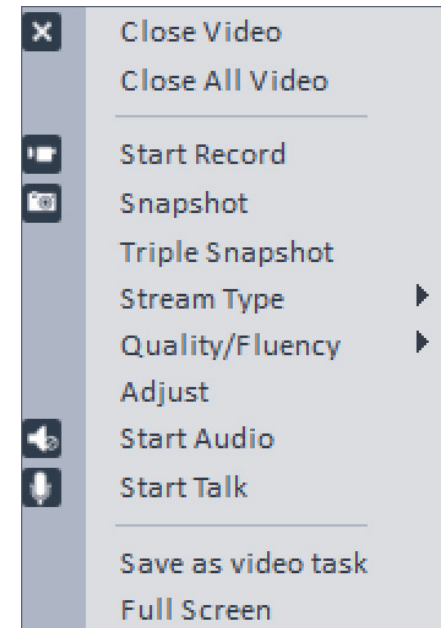 Close Video
Close All Video
Start Record
Snapshot
Triple Snapshot
Stream Type
Quality/Fluency
Adjust
Start Audio
Start Talk
Save as video task
Full Screen